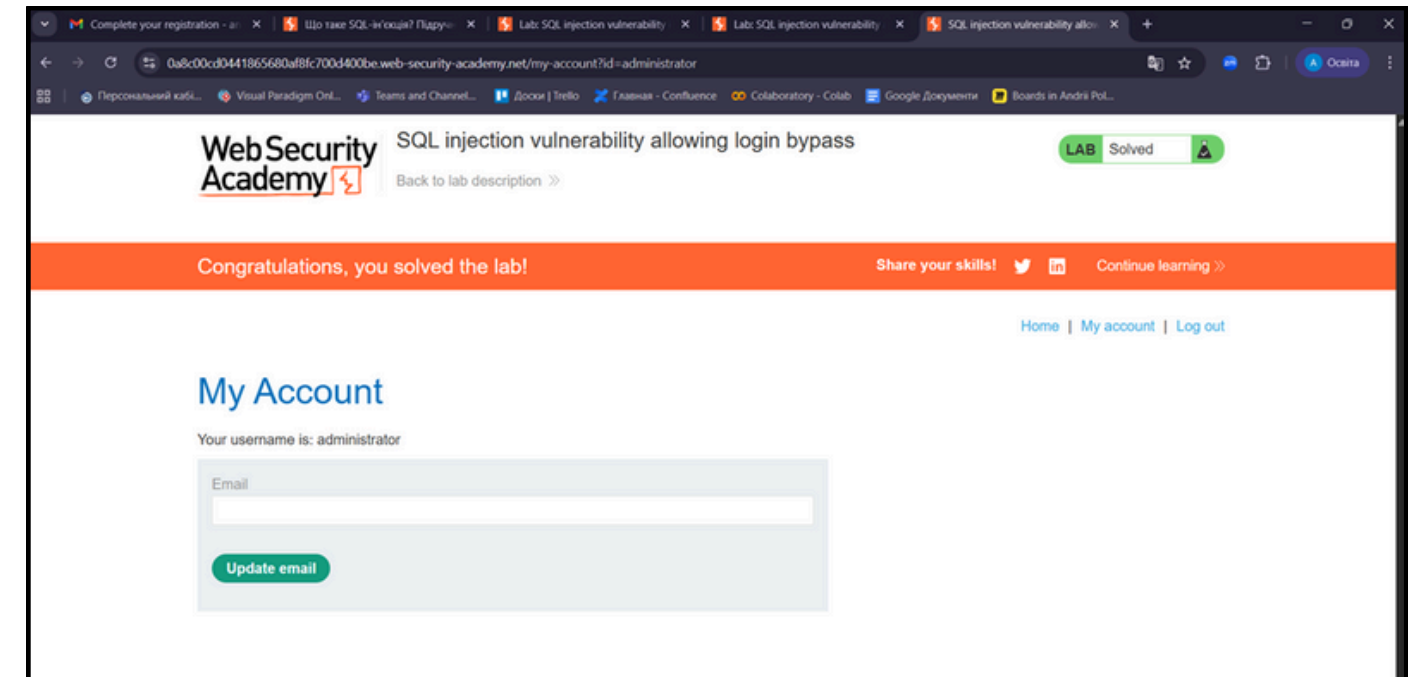 Complete your registration - an
Що таке SQL-ін'єкція? Підруч
Lab: SQL injection vulnerability
Lab: SQL injection vulnerability
SQL injection vulnerability allow
0a8c00cd0441865680af8fc700d400be.web-security-academy.net/my-account?id=administrator
Освіта
Персональний кабі...
Visual Paradigm Onl...
Teams and Channel...
Доски | Trello
Главная - Confluence
Colaboratory - Colab
Google Документи
Boards in Andrii Pol...
Web Security
Academy
SQL injection vulnerability allowing login bypass
Back to lab description
LAB Solved
Congratulations, you solved the lab!
Share your skills!
Continue learning
Home | My account | Log out
My Account
Your username is: administrator
Email
Update email